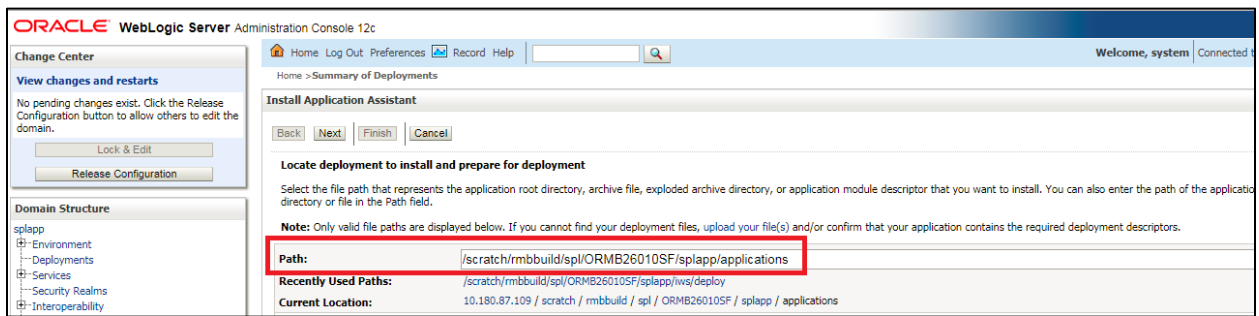 ORACLE WebLogic Server Administration Console 12c
Change Center
View changes and restarts
No pending changes exist. Click the Release
Configuration button to allow others to edit the
domain.
Lock & Edit
Release Configuration
Domain Structure
splapp
Environment
Deployments
Services
Security Realms
Interoperability
Home Log Out Preferences Record Help
Welcome, system Connected
Home >Summary of Deployments
Install Application Assistant
Back Next Finish Cancel
Locate deployment to install and prepare for deployment
Select the file path that represents the application root directory, archive file, exploded archive directory, or application module descriptor that you want to install. You can also enter the path of the
directory or file in the Path field.
Note: Only valid file paths are displayed below. If you cannot find your deployment files, upload your file(s) and/or confirm that your application contains the required deployment descriptors.
Path: /scratch/rmbbuild/spl/ORMB26010SF/splapp/applications
Recently Used Paths: /scratch/rmbbuild/spl/ORMB26010SF/splapp/iws/deploy
Current Location: 10.180.87.109 / scratch / rmbbuild / spl / ORMB26010SF / splapp / applications